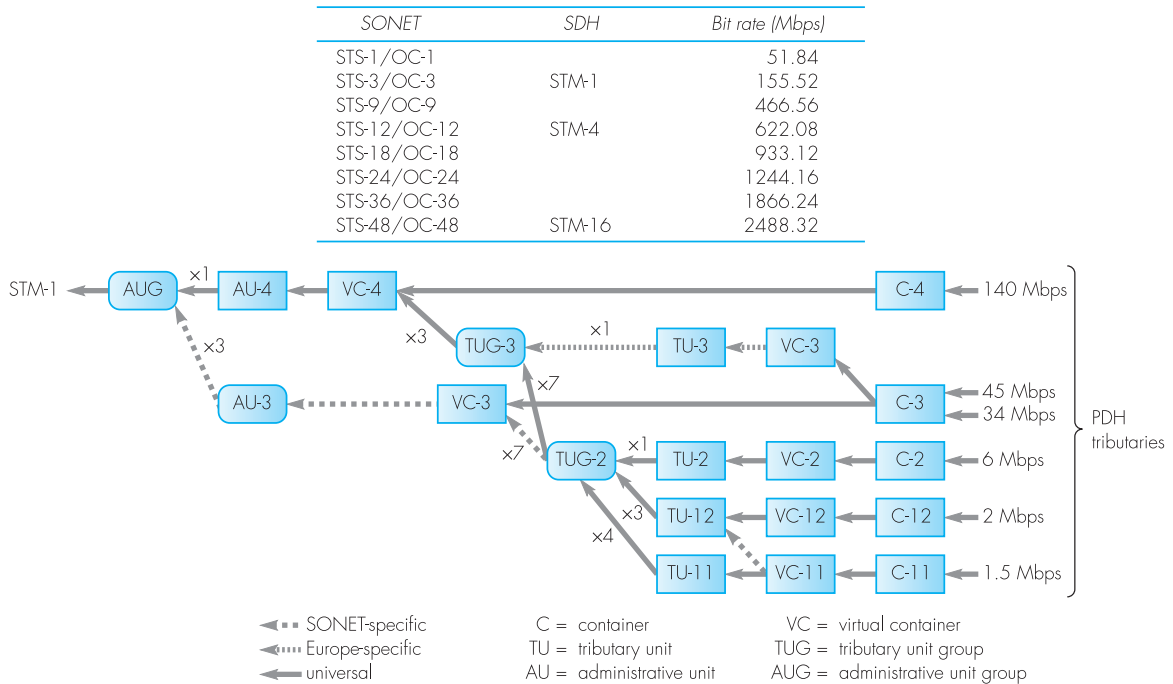 SONET SDH Bit rate (Mbps)
STS-1/OC-1 51.84
STS-3/OC-3 STM-1 155.52
STS-9/OC-9 466.56
STS-12/OC-12 STM-4 622.08
STS-18/OC-18 933.12
STS-24/OC-24 1244.16
STS-36/OC-36 1866.24
STS-48/OC-48 STM-16 2488.32
STM-1 AUG ×1 AU-4 VC-4 C-4 140 Mbps
×3 ×3 TUG-3 ×1 TU-3 VC-3
×7
AU-3 VC-3 C-3 45 Mbps
34 Mbps
PDH
tributaries
×7 TUG-2 ×1 TU-2 VC-2 C-2 6 Mbps
×3 TU-12 VC-12 C-12 2 Mbps
×4
TU-11 VC-11 C-11 1.5 Mbps
SONET-specific C = container VC = virtual container
Europe-specific TU = tributary unit TUG = tributary unit group
universal AU = administrative unit AUG = administrative unit group